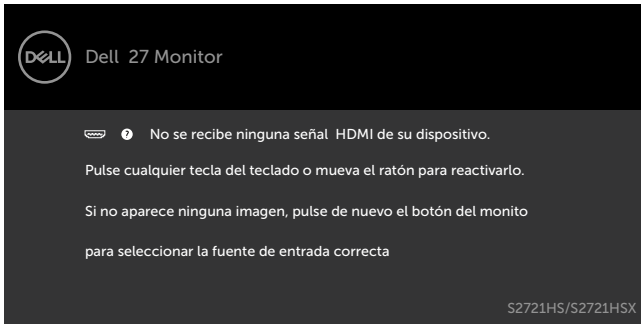 DELL
Dell 27 Monitor
? No se recibe ninguna señal HDMI de su dispositivo.
Pulse cualquier tecla del teclado o mueva el ratón para reactivarlo.
Si no aparece ninguna imagen, pulse de nuevo el botón del monito
para seleccionar la fuente de entrada correcta
S2721HS/S2721HSX